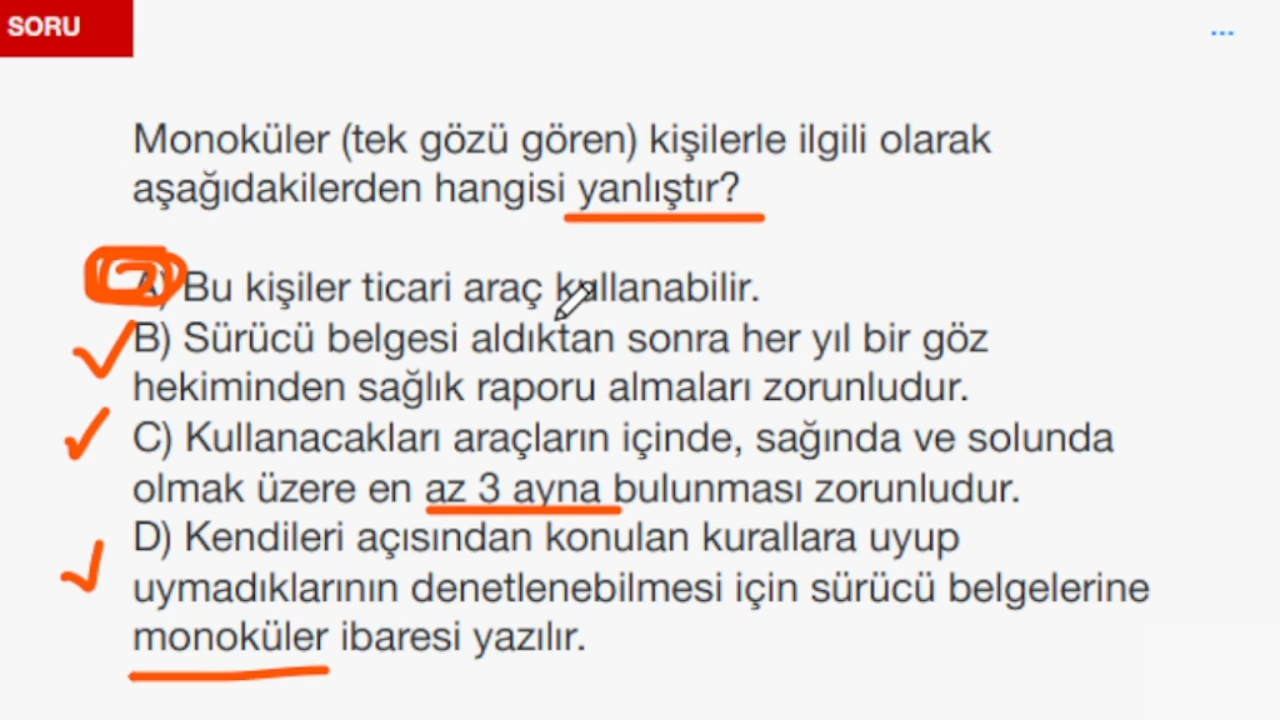 SORU
...
Monoküler (tek gözü gören) kişilerle ilgili olarak
aşağıdakilerden hangisi yanlıştır?
A) Bu kişiler ticari araç kullanabilir.
B) Sürücü belgesi aldıktan sonra her yıl bir göz
hekiminden sağlık raporu almaları zorunludur.
C) Kullanacakları araçların içinde, sağında ve solunda
olmak üzere en az 3 ayna bulunması zorunludur.
D) Kendileri açısından konulan kurallara uyup
uymadıklarının denetlenebilmesi için sürücü belgelerine
monoküler ibaresi yazılır.